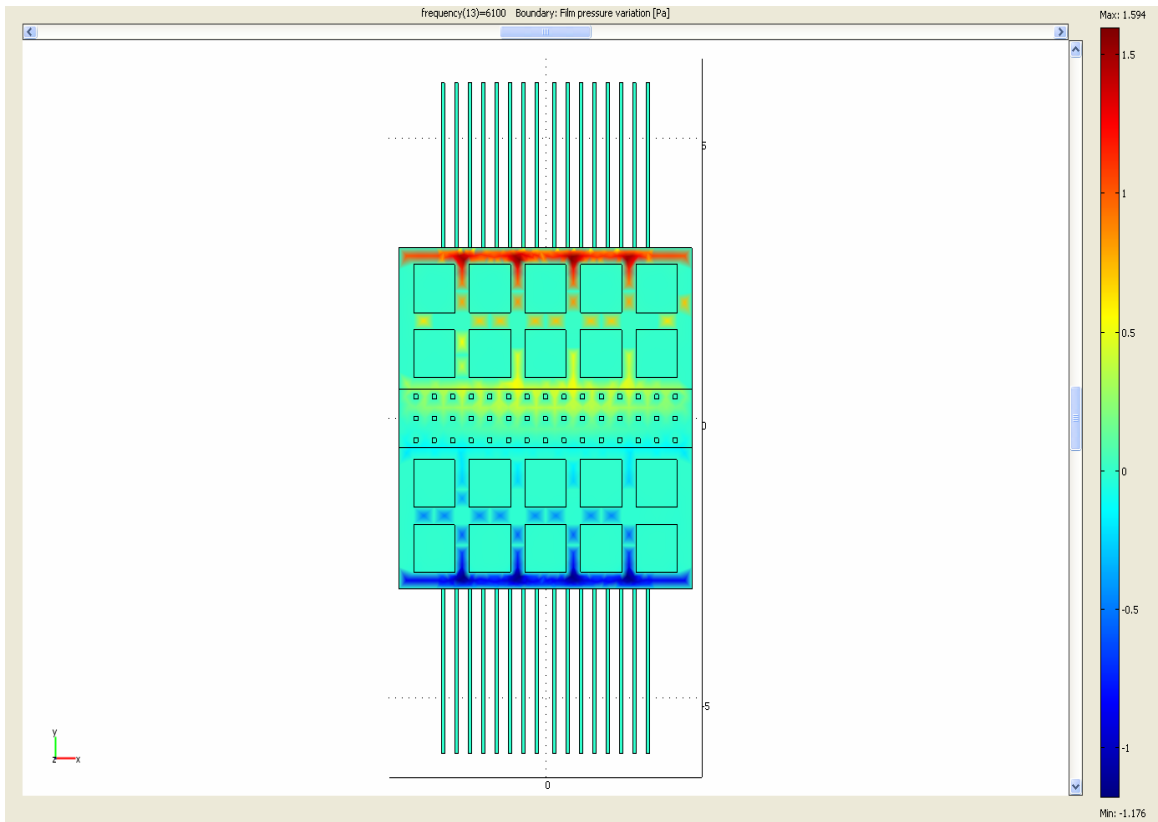 frequency(13)=6100 Boundary: Film pressure variation [Pa]
Max: 1.594
1.5
1
0.5
0
-0.5
-1
Min: -1.176
5
0
-5
0
y
z x